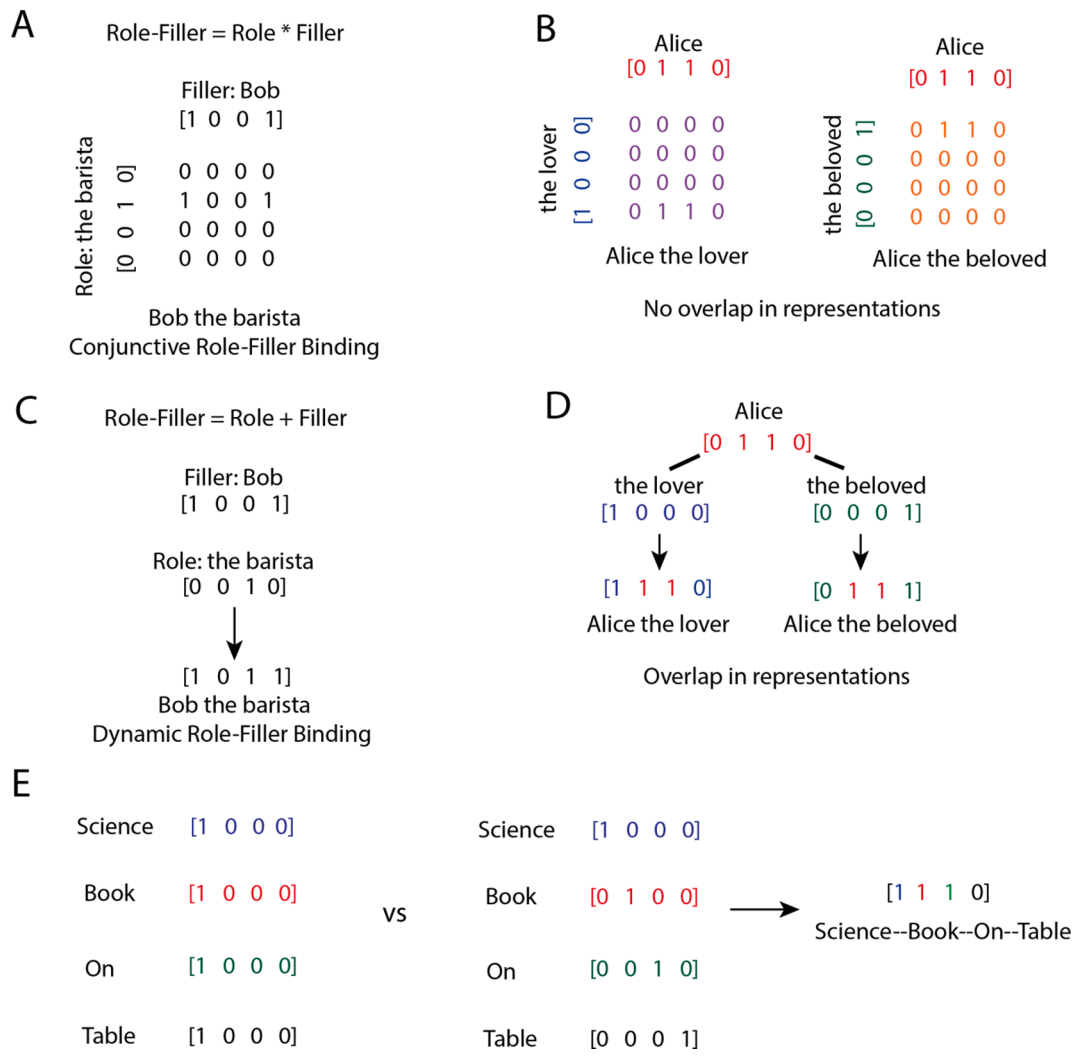 A
Role-Filler = Role * Filler
Filler: Bob
[1 0 0 1]
Role: the barista
[0 0 1 0]
0 0 0 0
1 0 0 1
0 0 0 0
0 0 0 0
Bob the barista
Conjunctive Role-Filler Binding
B
Alice
[0 1 1 0]
the lover
[1 0 0 0]
0 0 0 0
0 0 0 0
0 0 0 0
0 1 1 0
Alice the lover
Alice
[0 1 1 0]
the beloved
[0 0 0 1]
0 1 1 0
0 0 0 0
0 0 0 0
0 0 0 0
Alice the beloved
No overlap in representations
C
Role-Filler = Role + Filler
Filler: Bob
[1 0 0 1]
Role: the barista
[0 0 1 0]
[1 0 1 1]
Bob the barista
Dynamic Role-Filler Binding
D
Alice
[0 1 1 0]
the lover
[1 0 0 0]
[1 1 1 0]
Alice the lover
the beloved
[0 0 0 1]
[0 1 1 1]
Alice the beloved
Overlap in representations
E
Science [1 0 0 0]
Book [1 0 0 0]
On [1 0 0 0]
Table [1 0 0 0]
vs
Science [1 0 0 0]
Book [0 1 0 0]
On [0 0 1 0]
Table [0 0 0 1]
[1 1 1 0]
Science--Book--On--Table